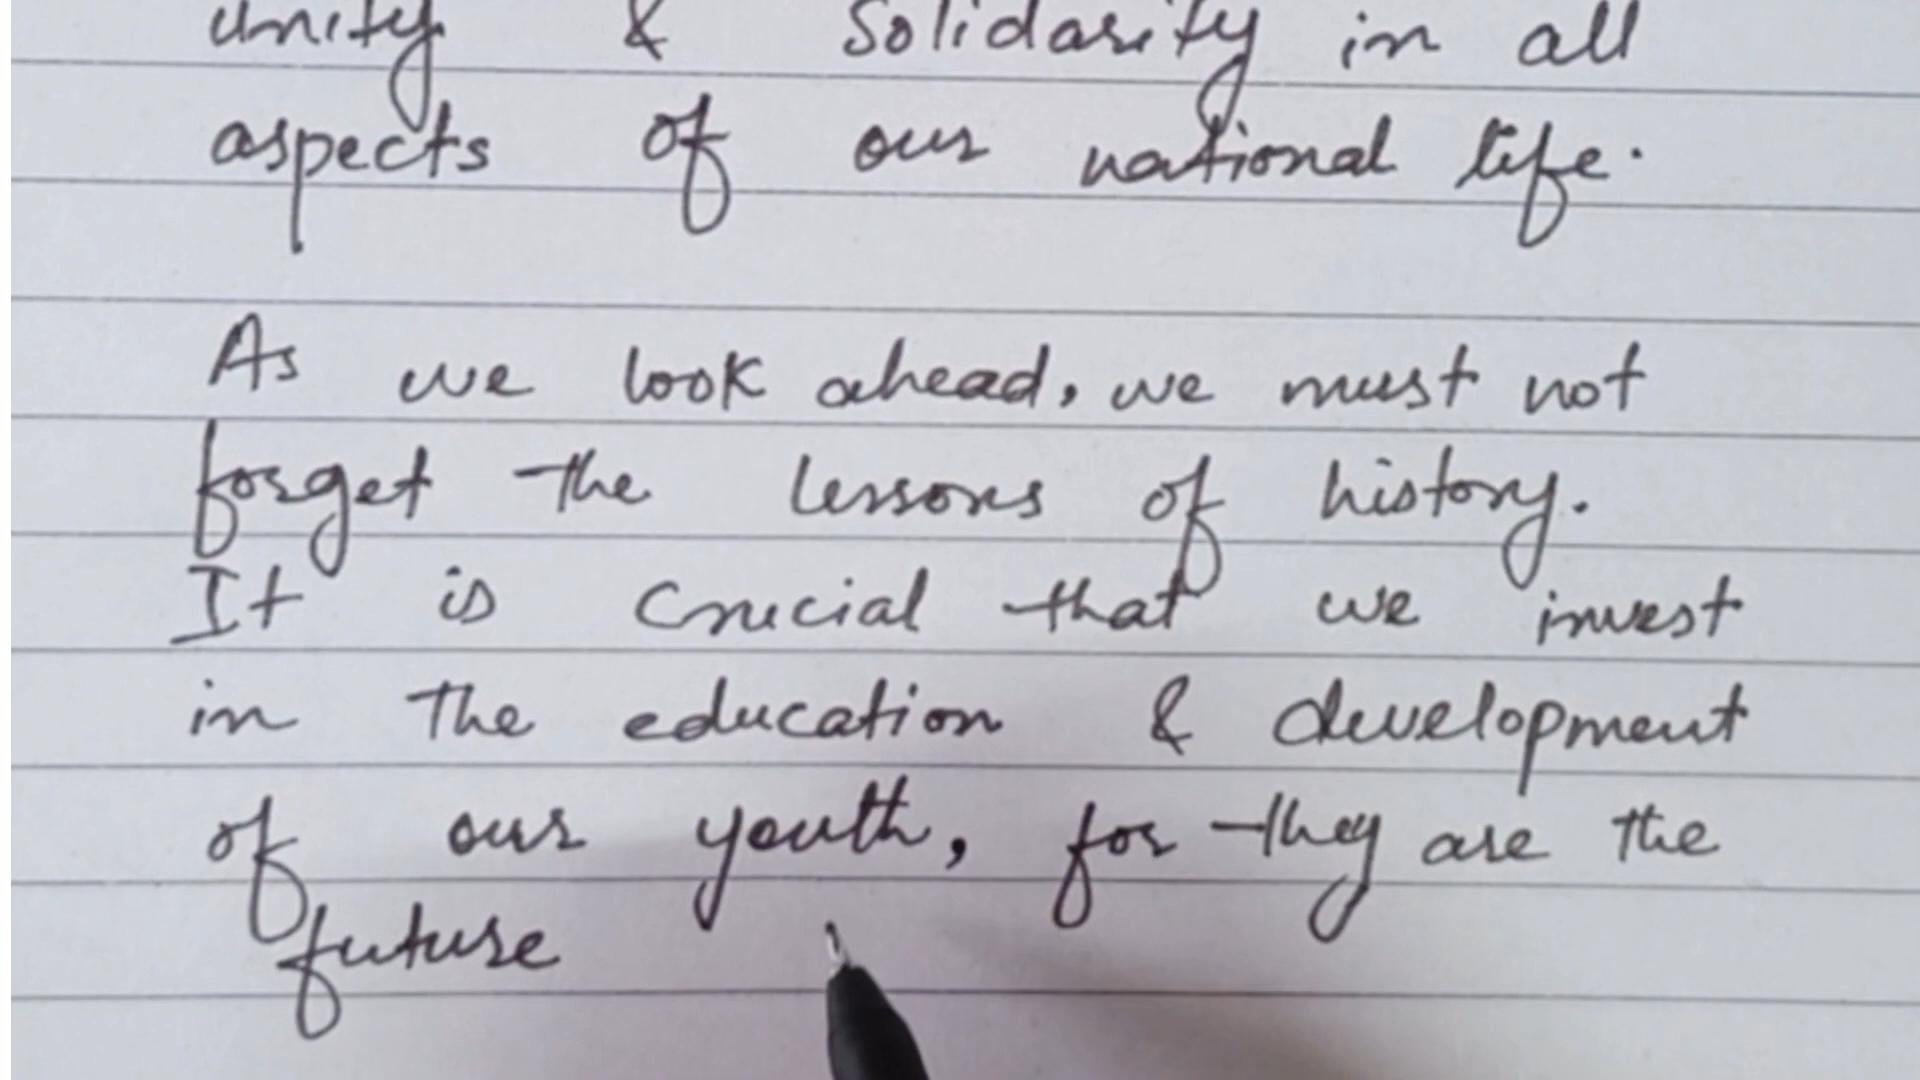 unity & Solidarity in all
aspects of our national life.
As we look ahead, we must not
forget the lessons of history.
It is crucial that we invest
in the education & development
of our youth, for they are the
future